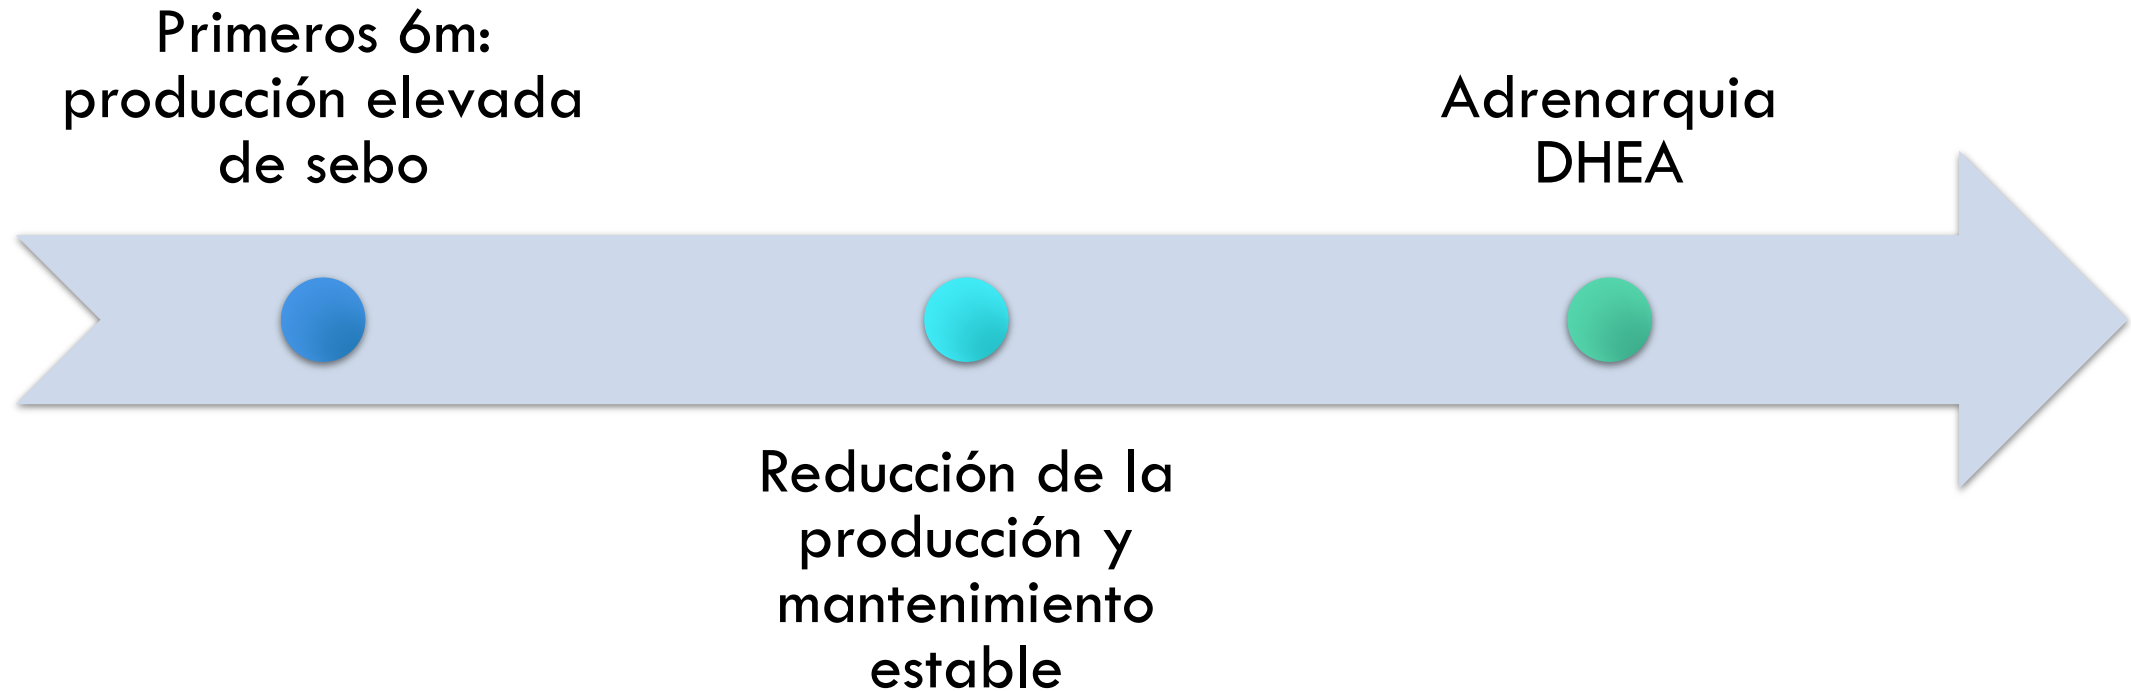 Primeros 6m:
producción elevada
de sebo
Reducción de la
producción y
mantenimiento
estable
Adrenarquia
DHEA